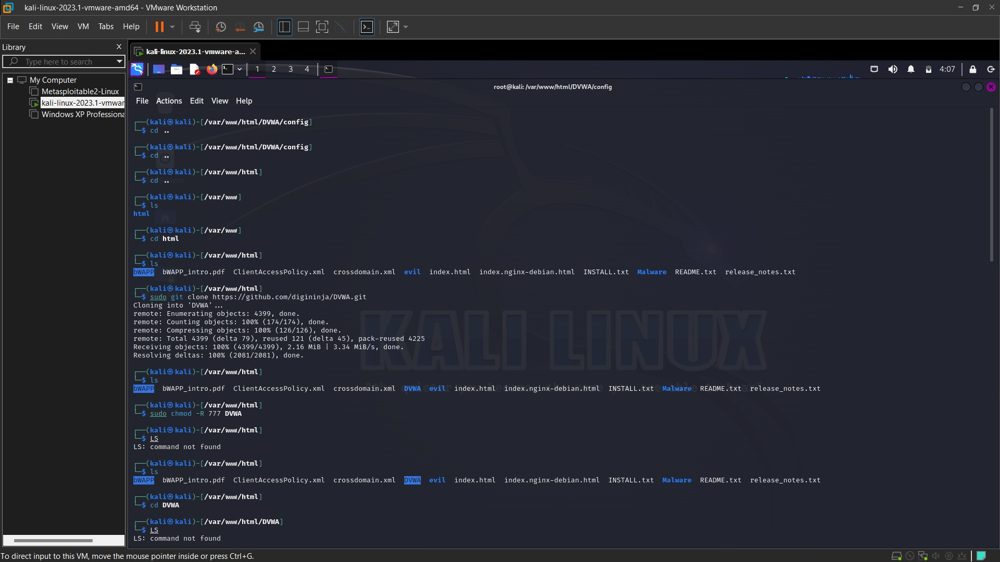 kali-linux-2023.1-vmware-amd64 - VMware Workstation
File Edit View VM Tabs Help
Library
Type here to search
My Computer
Metasploitable2-Linux
kali-linux-2023.1-vmwar
Windows XP Professiona
kali-linux-2023.1-vmware-a...
1 2 3 4
4:07
root@kali: /var/www/html/DVWA/config
File Actions Edit View Help
┌──(kali㉿kali)-[/var/www/html/DVWA/config]
└─$ cd ..
┌──(kali㉿kali)-[/var/www/html/DVWA/config]
└─$ cd ..
┌──(kali㉿kali)-[/var/www/html]
└─$ cd ..
┌──(kali㉿kali)-[/var/www]
└─$ ls
html
┌──(kali㉿kali)-[/var/www]
└─$ cd html
┌──(kali㉿kali)-[/var/www/html]
└─$ ls
bWAPP bWAPP_intro.pdf ClientAccessPolicy.xml crossdomain.xml evil index.html index.nginx-debian.html INSTALL.txt Malware README.txt release_notes.txt
┌──(kali㉿kali)-[/var/www/html]
└─$ sudo git clone https://github.com/digininja/DVWA.git
Cloning into 'DVWA'...
remote: Enumerating objects: 4399, done.
remote: Counting objects: 100% (174/174), done.
remote: Compressing objects: 100% (126/126), done.
remote: Total 4399 (delta 79), reused 121 (delta 45), pack-reused 4225
Receiving objects: 100% (4399/4399), 2.16 MiB | 3.34 MiB/s, done.
Resolving deltas: 100% (2081/2081), done.
KALI LINUX
┌──(kali㉿kali)-[/var/www/html]
└─$ ls
bWAPP bWAPP_intro.pdf ClientAccessPolicy.xml crossdomain.xml DVWA evil index.html index.nginx-debian.html INSTALL.txt Malware README.txt release_notes.txt
┌──(kali㉿kali)-[/var/www/html]
└─$ sudo chmod -R 777 DVWA
┌──(kali㉿kali)-[/var/www/html]
└─$ LS
LS: command not found
┌──(kali㉿kali)-[/var/www/html]
└─$ ls
bWAPP bWAPP_intro.pdf ClientAccessPolicy.xml crossdomain.xml DVWA evil index.html index.nginx-debian.html INSTALL.txt Malware README.txt release_notes.txt
┌──(kali㉿kali)-[/var/www/html]
└─$ cd DVWA
┌──(kali㉿kali)-[/var/www/html/DVWA]
└─$ LS
LS: command not found
To direct input to this VM, move the mouse pointer inside or press Ctrl+G.